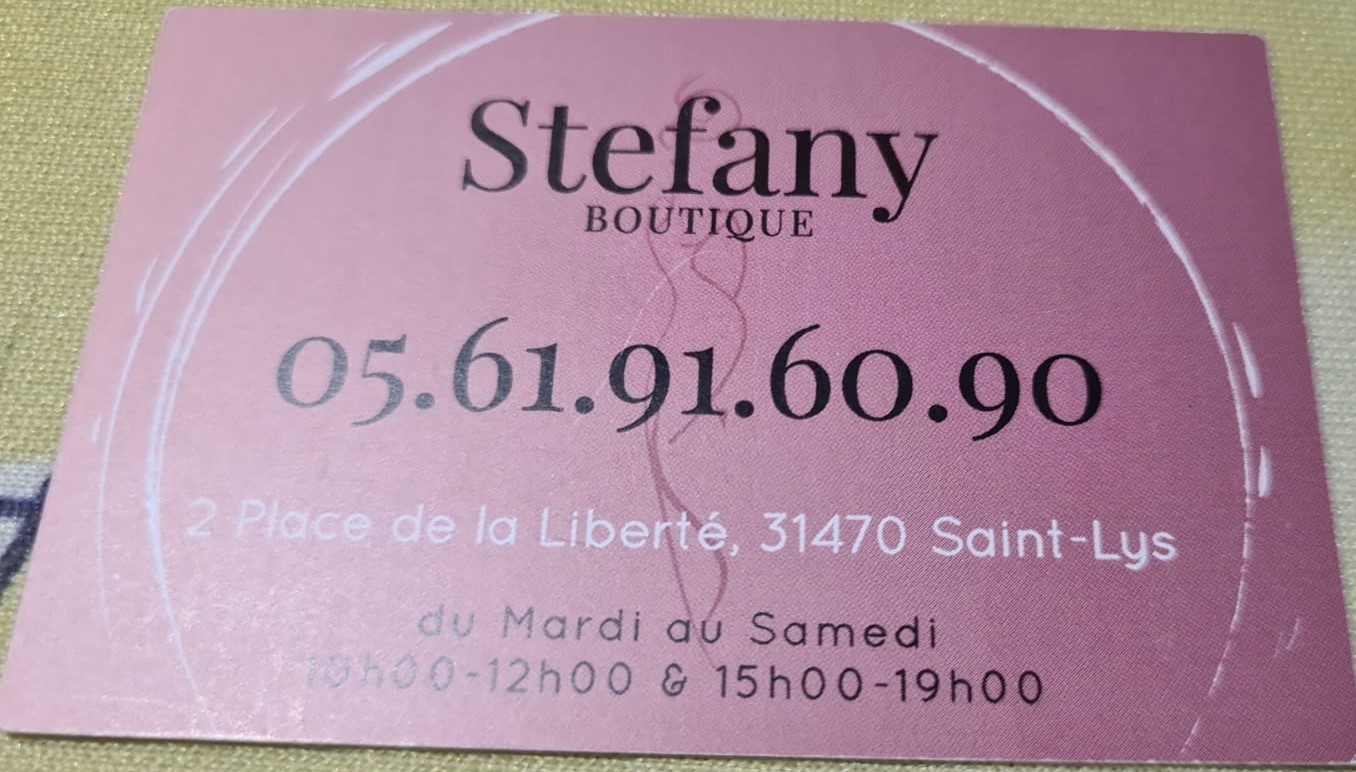 Stefany
BOUTIQUE
05.61.91.60.90
2 Place de la Liberté, 31470 Saint-Lys
du Mardi au Samedi
10h00-12h00 & 15h00-19h00